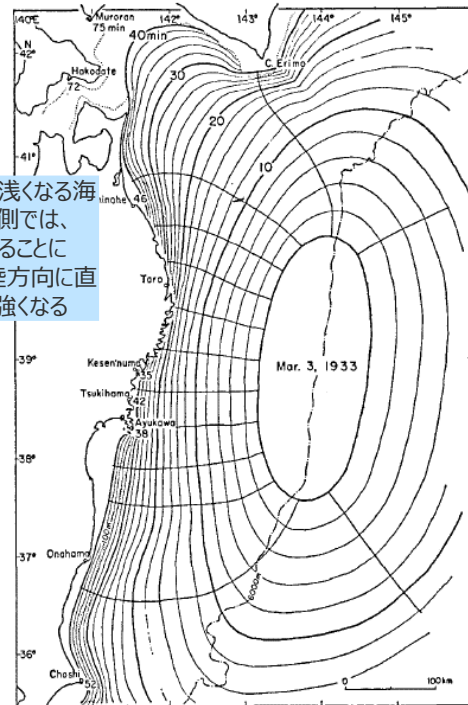 140E
Muroran
142°
143°
144°
145°
75 min
40min
N
42°
Hakodate
C. Erimo
72
30
20
41°
10
浅くなる海
側では、
ることに
方向に直
強くなる
46
Taro
39°
Mar. 3, 1933
Kesen'numa
35
Tsukihama
42
Ayukawa
38
38°
37°
Onahama
6000m
36°
Choshi
52
0
100km